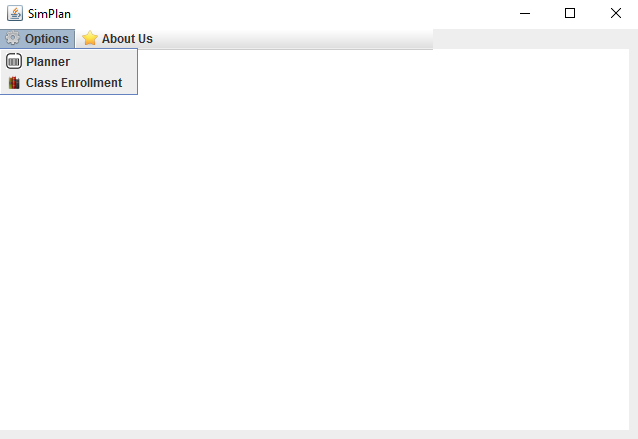 SimPlan
Options About Us
Planner
Class Enrollment